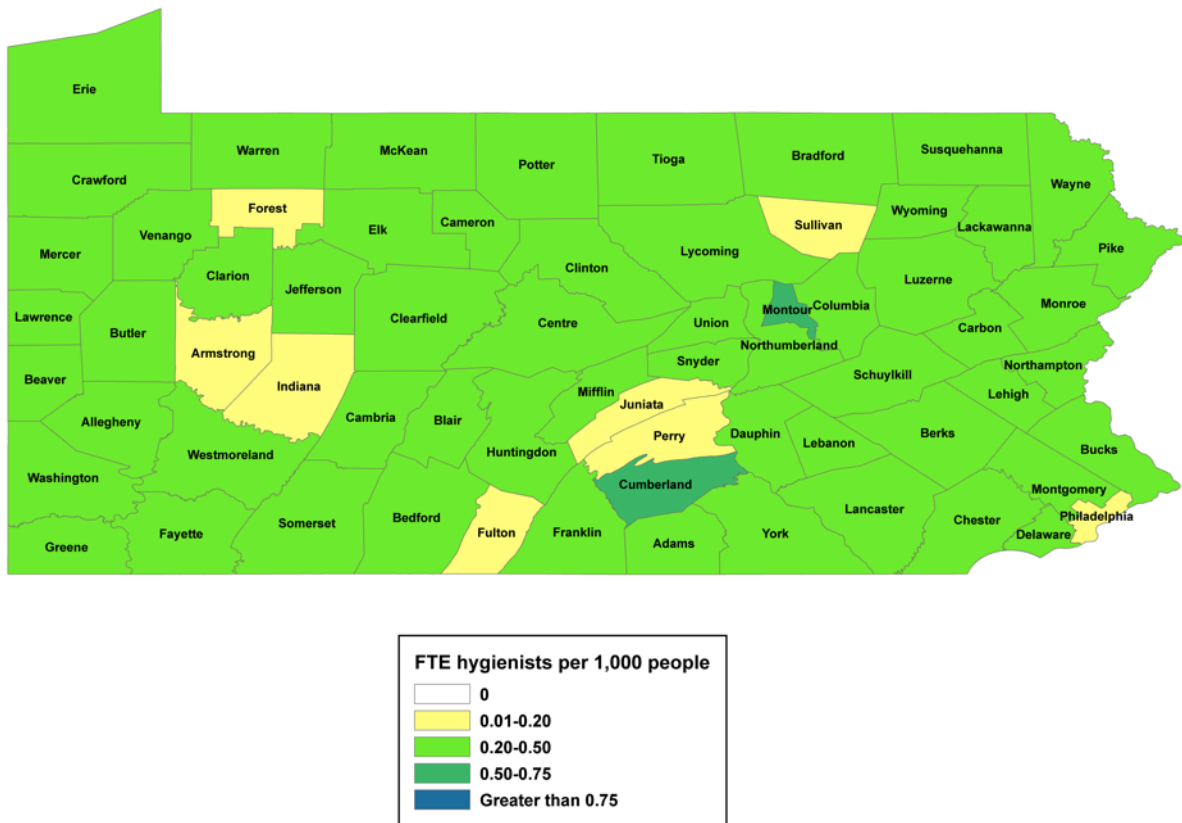 Erie
Warren
McKean
Potter
Tioga
Bradford
Susquehanna
Wayne
Crawford
Forest
Elk
Cameron
Sullivan
Wyoming
Lackawanna
Venango
Mercer
Clarion
Jefferson
Clinton
Lycoming
Luzerne
Pike
Lawrence
Butler
Clearfield
Centre
Union
Montour
Columbia
Carbon
Monroe
Armstrong
Indiana
Northumberland
Snyder
Schuylkill
Northampton
Lehigh
Beaver
Allegheny
Cambria
Blair
Mifflin
Juniata
Perry
Dauphin
Lebanon
Berks
Bucks
Washington
Westmoreland
Huntingdon
Cumberland
Montgomery
Philadelphia
Greene
Fayette
Somerset
Bedford
Fulton
Franklin
Adams
York
Lancaster
Chester
Delaware
FTE hygienists per 1,000 people
0
0.01-0.20
0.20-0.50
0.50-0.75
Greater than 0.75